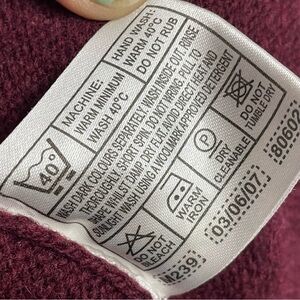 HAND WASH:
WARM 40°C
DO NOT RUB
MACHINE:
WARM MINIMUM
WASH 40°C
40°
WASH DARK COLOURS SEPARATELY. WASH INSIDE OUT. RINSE
THOROUGHLY. SHORT SPIN. DO NOT WRING. PULL TO
SHAPE WHILST DAMP. DRY FLAT. AVOID DIRECT HEAT AND
SUNLIGHT. WASH USING A WOOLMARK APPROVED DETERGENT
DO NOT
BLEACH
WARM
IRON
P
DRY
CLEANABLE
DO NOT
TUMBLE DRY
03/06/07